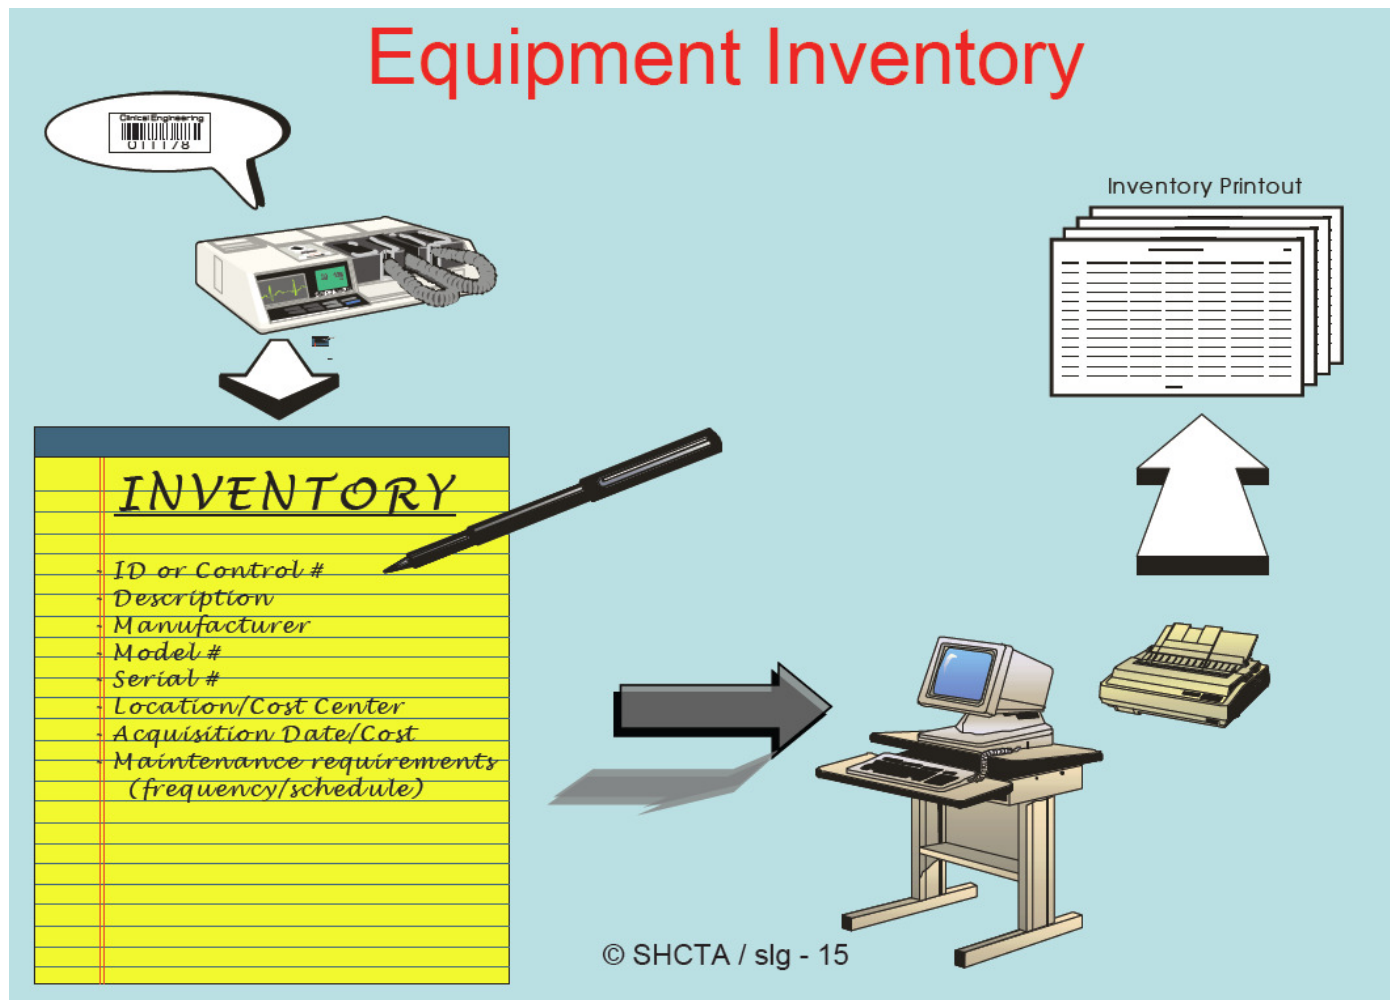 Equipment Inventory
Clinical Engineering
011178
Inventory Printout
INVENTORY
- ID or Control #
- Description
- Manufacturer
- Model #
- Serial #
- Location/Cost Center
- Acquisition Date/Cost
- Maintenance requirements
(frequency/schedule)
© SHCTA / slg - 15